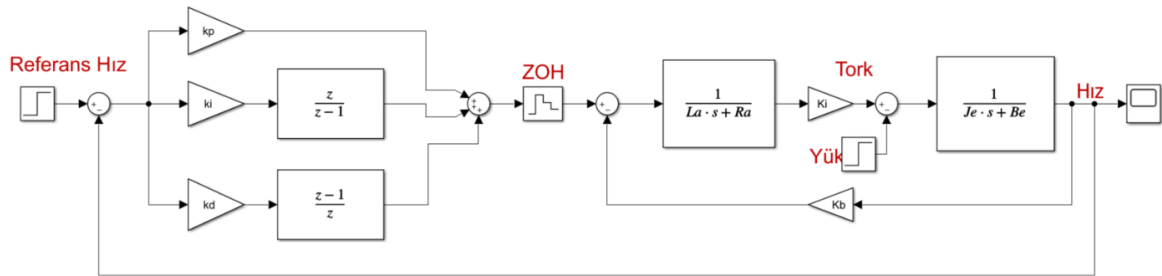 Referans Hız
kp
ki
kd
z
z − 1
z − 1
z
ZOH
1
La · s + Ra
Tork
Ki
Yük
1
Je · s + Be
Hız
Kb